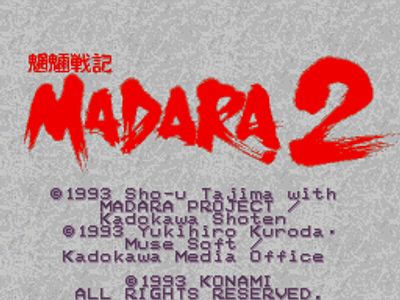 魍魎戦記
MADARA 2
©1993 Sho-u Tajima with
MADARA PROJECT /
Kadokawa Shoten
©1993 Yukihiro Kuroda·
Muse Soft /
Kadokawa Media Office
©1993 KONAMI
ALL RIGHTS RESERVED.